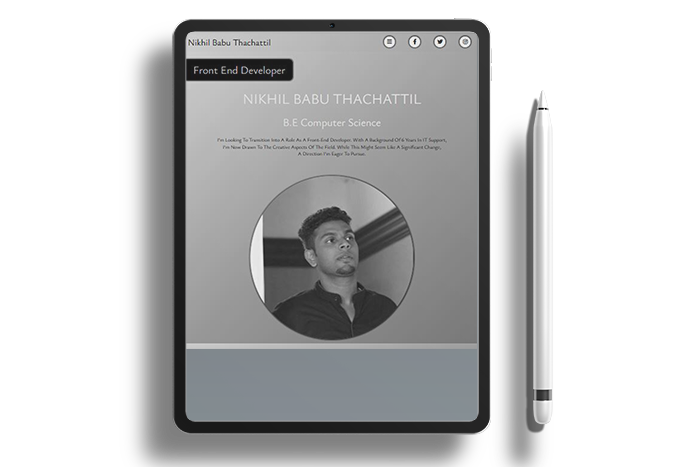 Nikhil Babu Thachattil
Front End Developer
NIKHIL BABU THACHATTIL
B.E Computer Science
I'm Looking To Transition Into A Role As A Front-End Developer. With A Background Of 6 Years In IT Support,
I'm Now Drawn To The Creative Aspects Of The Field. While This Might Seem Like A Significant Change,
A Direction I'm Eager To Pursue.